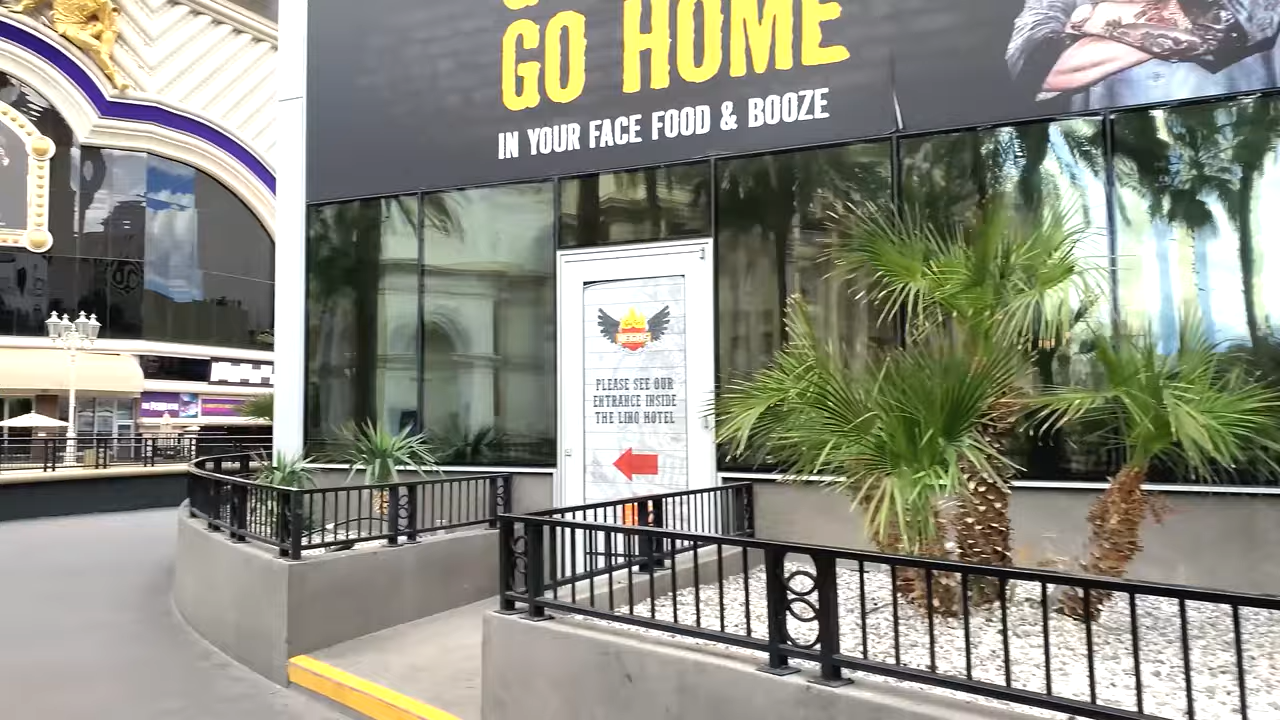 GO HOME
IN YOUR FACE FOOD & BOOZE
PLEASE SEE OUR
ENTRANCE INSIDE
THE LINQ HOTEL